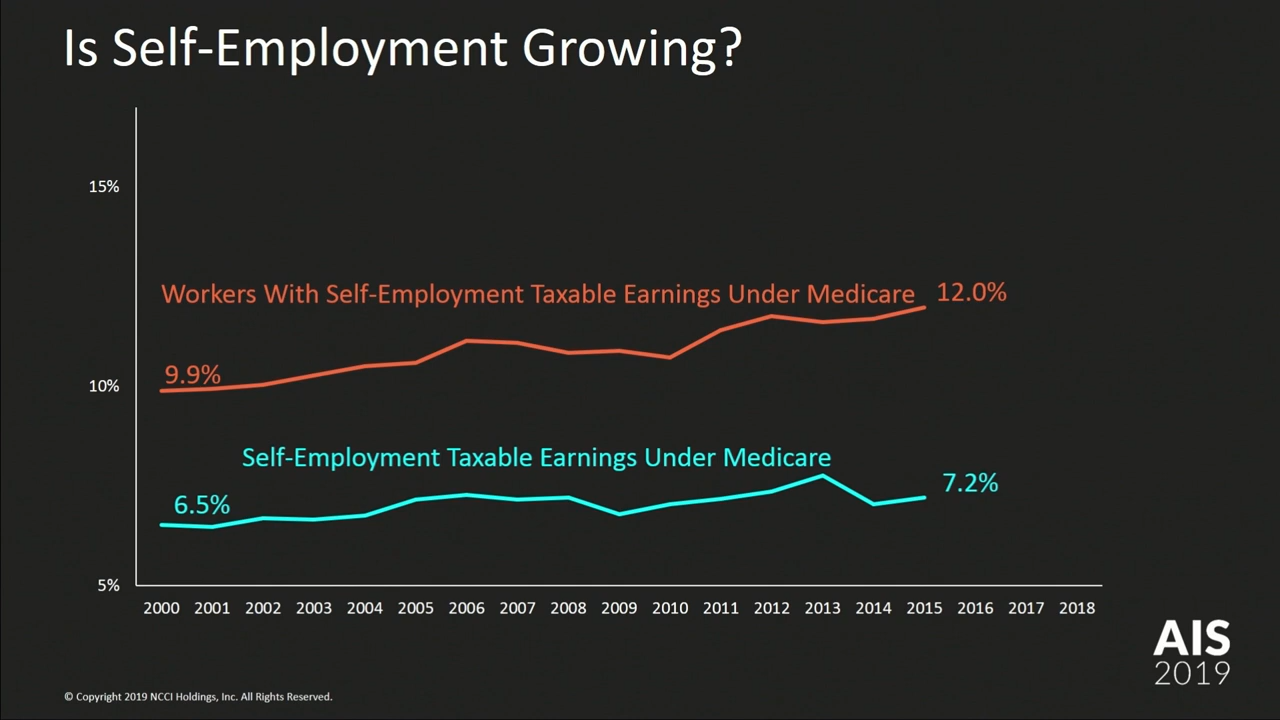 Is Self-Employment Growing?
15%
Workers With Self-Employment Taxable Earnings Under Medicare
12.0%
9.9%
10%
Self-Employment Taxable Earnings Under Medicare
7.2%
6.5%
5%
2000 2001 2002 2003 2004 2005 2006 2007 2008 2009 2010 2011 2012 2013 2014 2015 2016 2017 2018
AIS
2019
© Copyright 2019 NCCI Holdings, Inc. All Rights Reserved.